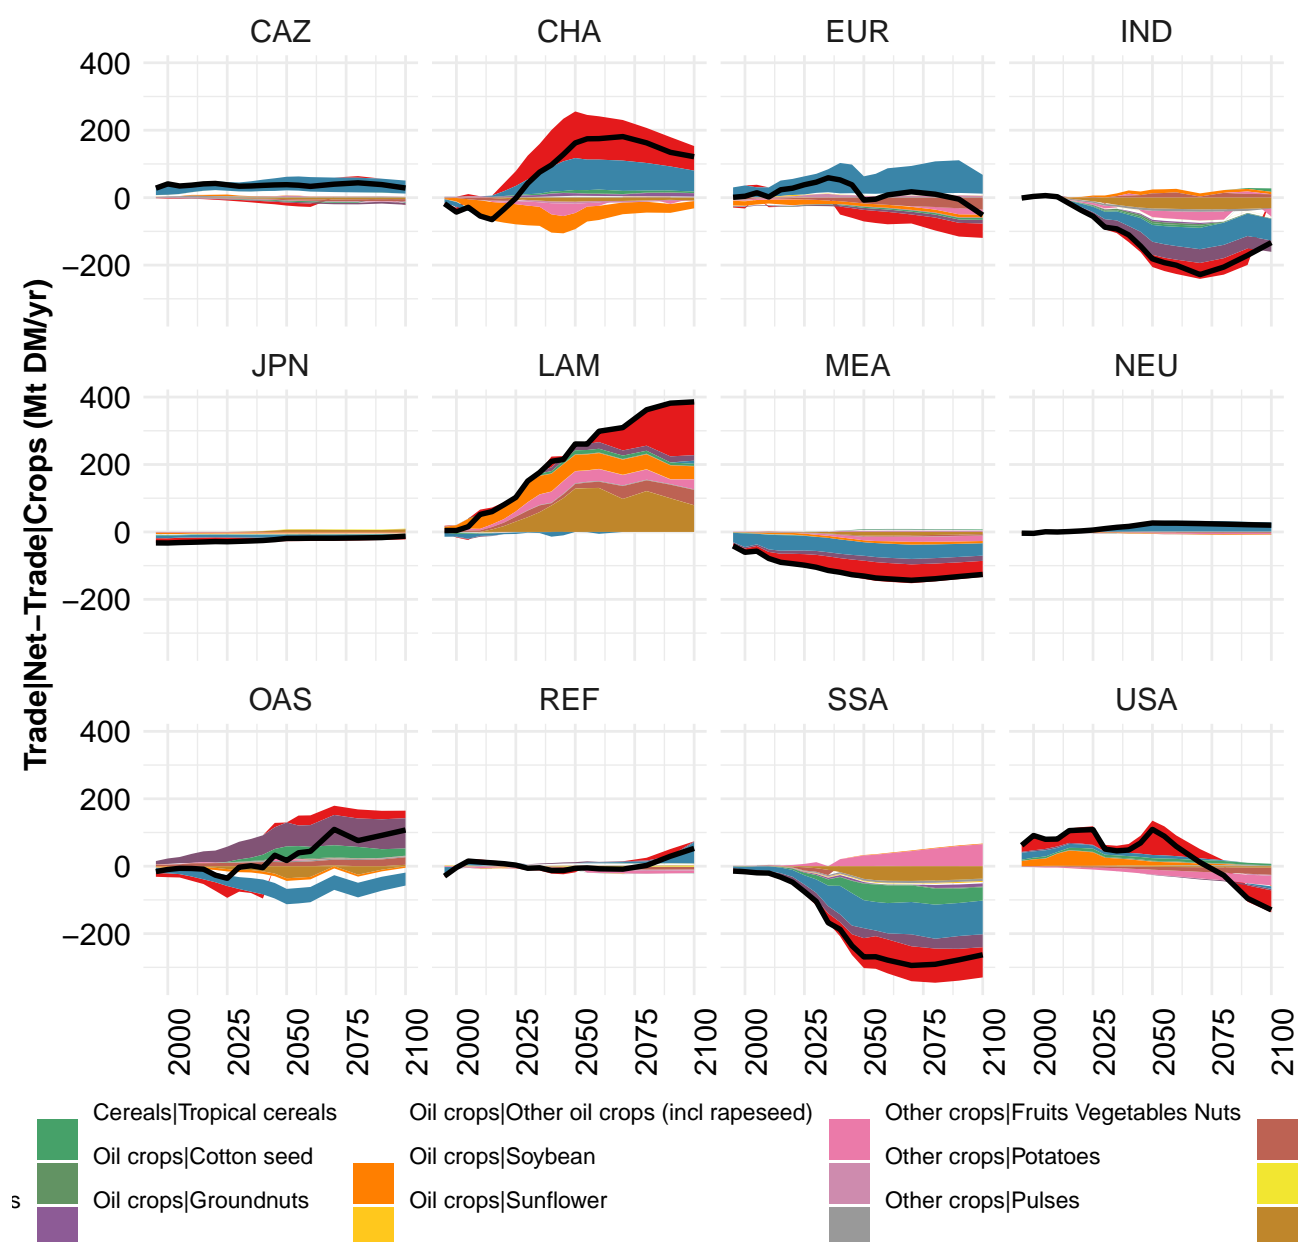 CAZ CHA EUR IND
400
200
0
−200
JPN LAM MEA NEU
400
200
0
−200
OAS REF SSA USA
400
200
0
−200
Trade|Net−Trade|Crops (Mt DM/yr)
2000 2025 2050 2075 2100 2000 2025 2050 2075 2100 2000 2025 2050 2075 2100 2000 2025 2050 2075 2100
Cereals|Tropical cereals Oil crops|Other oil crops (incl rapeseed) Other crops|Fruits Vegetables Nuts
Oil crops|Cotton seed Oil crops|Soybean Other crops|Potatoes
s Oil crops|Groundnuts Oil crops|Sunflower Other crops|Pulses